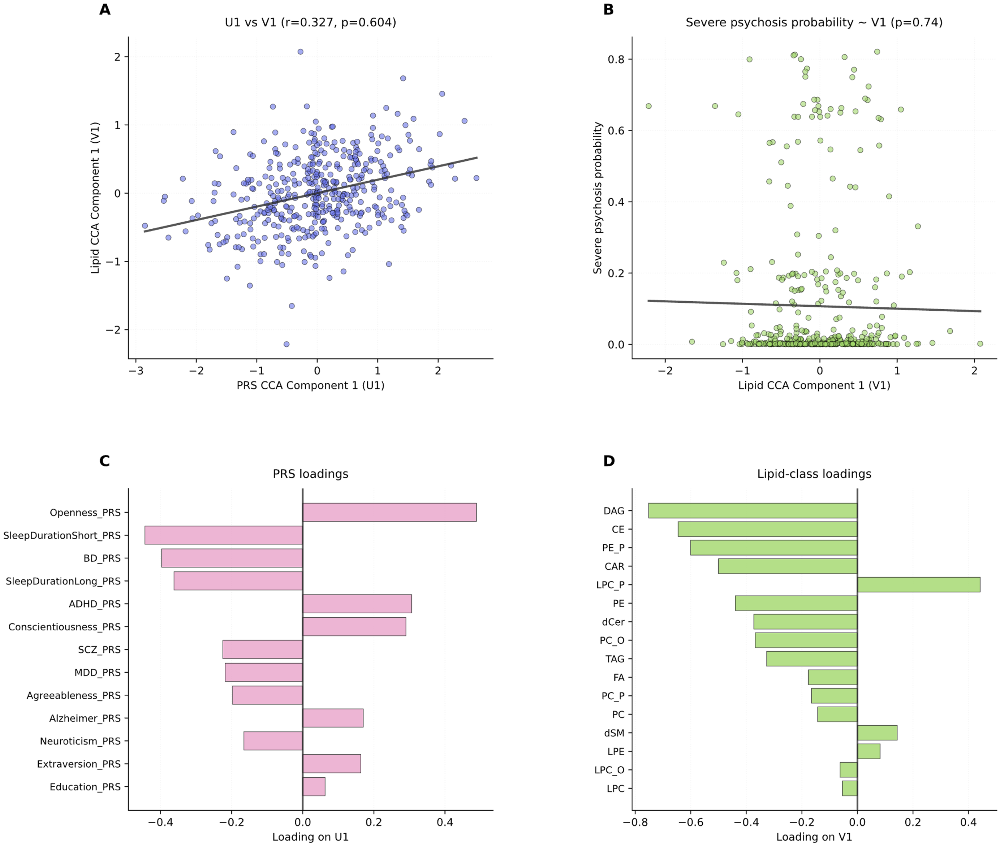 A
U1 vs V1 (r=0.327, p=0.604)
2
1
0
−1
−2
Lipid CCA Component 1 (V1)
−3
−2
−1
0
1
2
PRS CCA Component 1 (U1)
B
Severe psychosis probability ~ V1 (p=0.74)
0.8
0.6
0.4
0.2
0.0
Severe psychosis probability
−2
−1
0
1
2
Lipid CCA Component 1 (V1)
C
PRS loadings
Openness_PRS
SleepDurationShort_PRS
BD_PRS
SleepDurationLong_PRS
ADHD_PRS
Conscientiousness_PRS
SCZ_PRS
MDD_PRS
Agreeableness_PRS
Alzheimer_PRS
Neuroticism_PRS
Extraversion_PRS
Education_PRS
−0.4
−0.2
0.0
0.2
0.4
Loading on U1
D
Lipid-class loadings
DAG
CE
PE_P
CAR
LPC_P
PE
dCer
PC_O
TAG
FA
PC_P
PC
dSM
LPE
LPC_O
LPC
−0.8
−0.6
−0.4
−0.2
0.0
0.2
0.4
Loading on V1